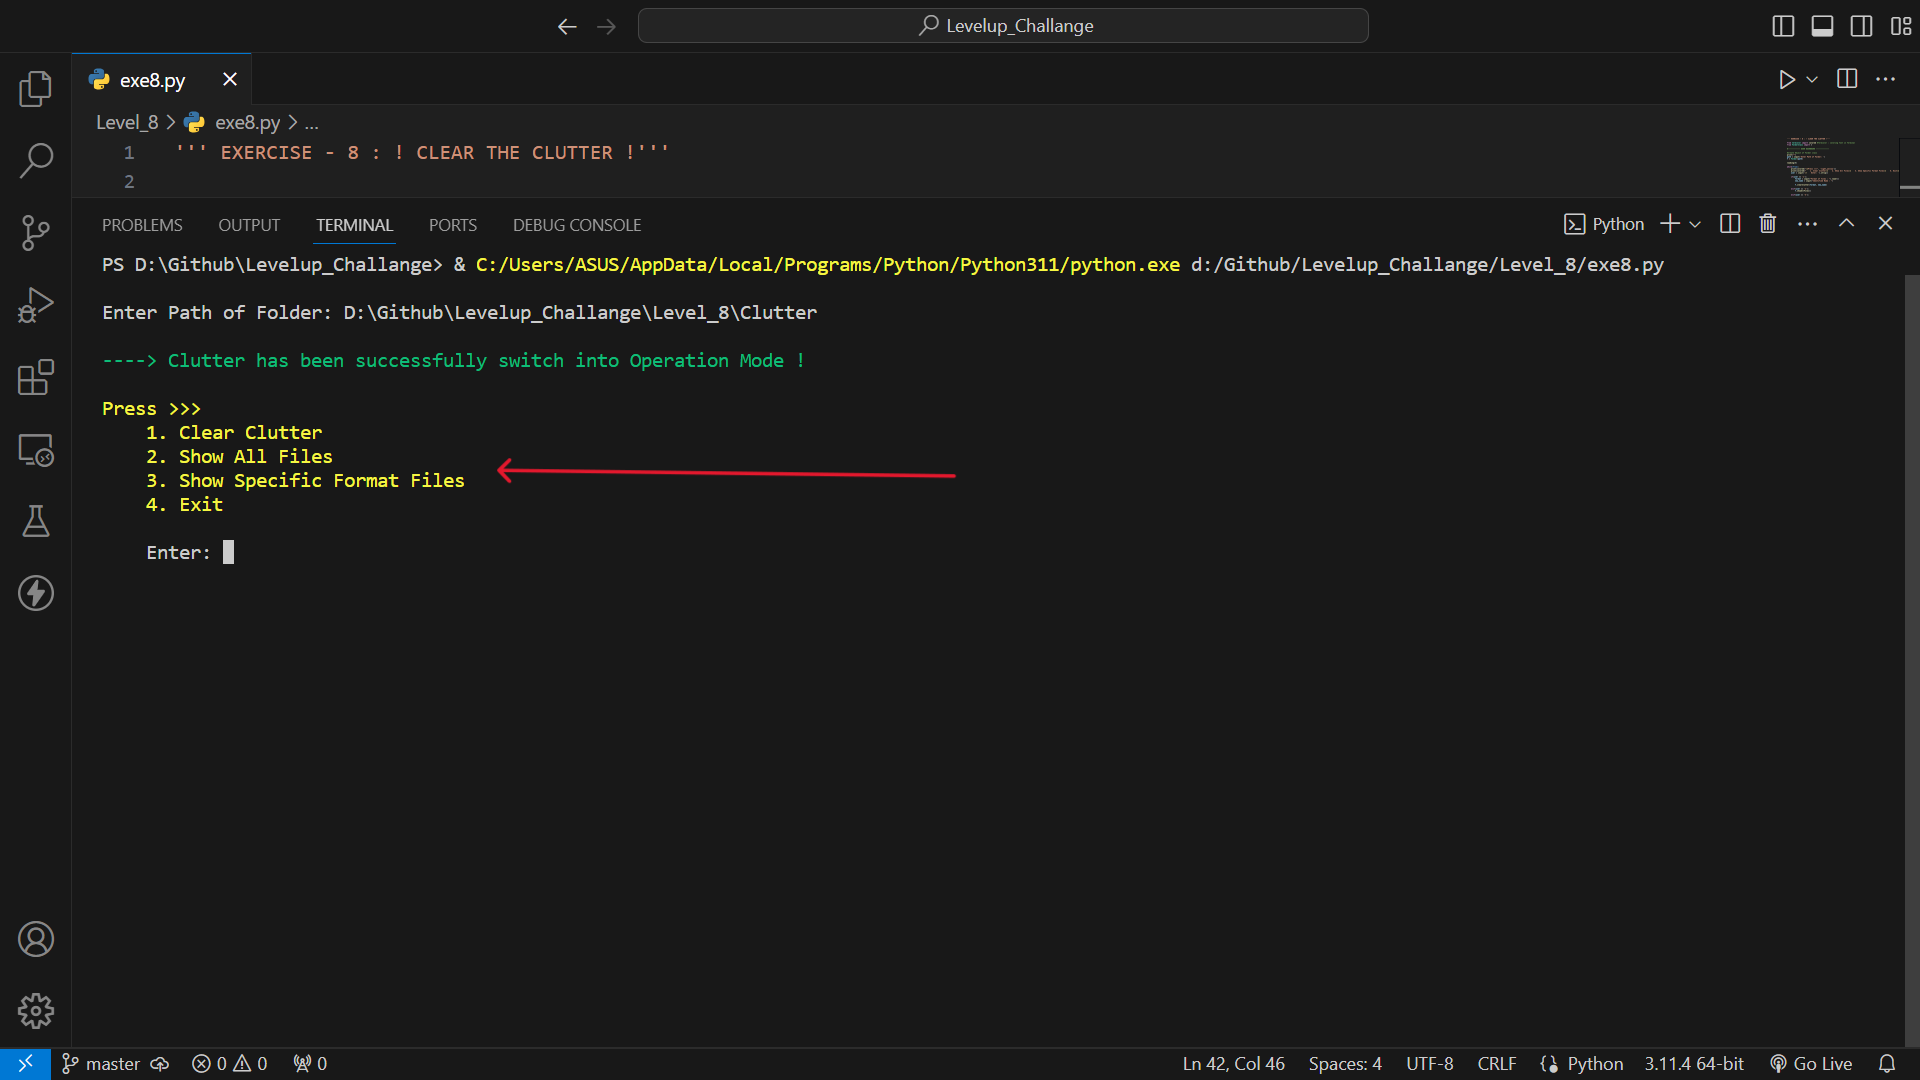 Levelup_Challange
exe8.py
Level_8 > exe8.py > ...
1 ''' EXERCISE - 8 : ! CLEAR THE CLUTTER !'''
2
PROBLEMS OUTPUT TERMINAL PORTS DEBUG CONSOLE Python
PS D:\Github\Levelup_Challange> & C:/Users/ASUS/AppData/Local/Programs/Python/Python311/python.exe d:/Github/Levelup_Challange/Level_8/exe8.py
Enter Path of Folder: D:\Github\Levelup_Challange\Level_8\Clutter
----> Clutter has been successfully switch into Operation Mode !
Press >>>
1. Clear Clutter
2. Show All Files
3. Show Specific Format Files
4. Exit
Enter:
master 0 0 0 Ln 42, Col 46 Spaces: 4 UTF-8 CRLF {} Python 3.11.4 64-bit Go Live